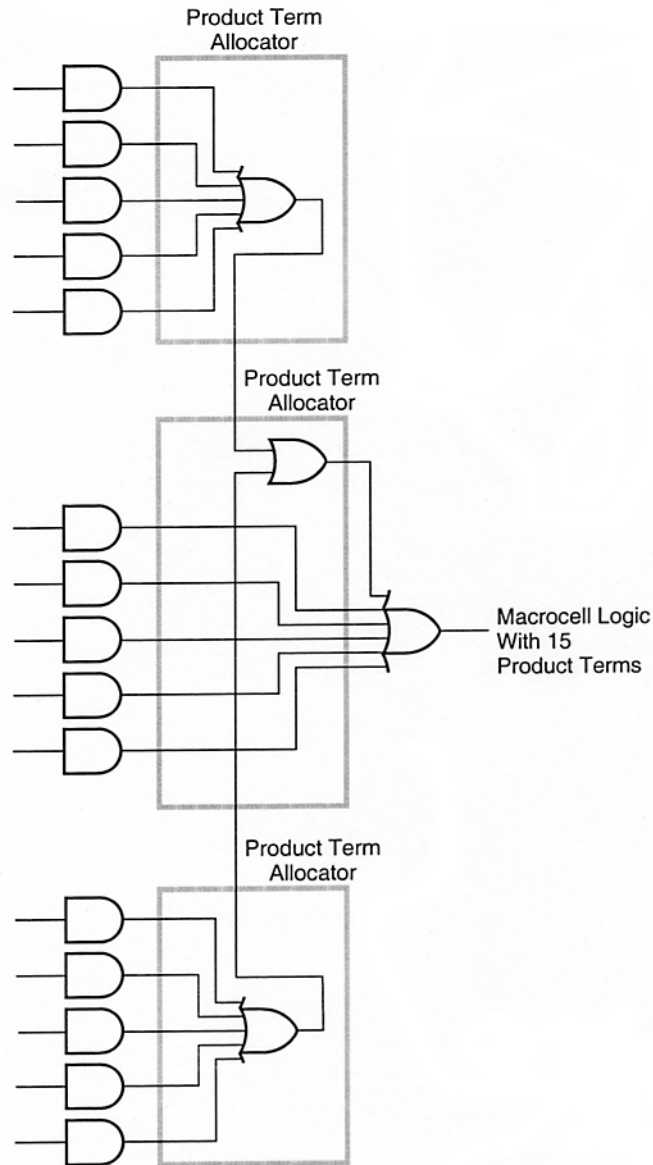 Product Term
Allocator
Product Term
Allocator
Macrocell Logic
With 15
Product Terms
Product Term
Allocator